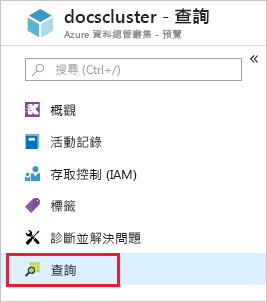 docscluster - 查詢
Azure 資料總管叢集 - 預覽
搜尋 (Ctrl+/)
概觀
活動記錄
存取控制 (IAM)
標籤
診斷並解決問題
查詢